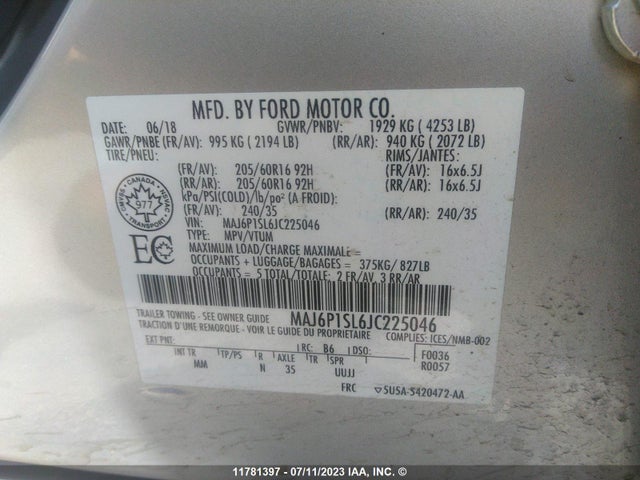 MFD. BY FORD MOTOR CO.
DATE: 06/18 GVWR/PNBV: 1929 KG ( 4253 LB)
GAWR/PNBE (FR/AV): 995 KG ( 2194 LB) (RR/AR): 940 KG ( 2072 LB)
TIRE/PNEU: RIMS/JANTES:
(FR/AV): 205/60R16 92H (FR/AV): 16x6.5J
(RR/AR): 205/60R16 92H (RR/AR): 16x6.5J
kPa/PSI(COLD)/lb/po² (A FROID):
(FR/AV): 240/35 (RR/AR): 240/35
VIN: MAJ6P1SL6JC225046
TYPE: MPV/VTUM
MAXIMUM LOAD/CHARGE MAXIMALE =
OCCUPANTS + LUGGAGE/BAGAGES = 375KG/ 827LB
OCCUPANTS = 5 TOTAL/TOTALE: 2 FR/AV, 3 RR/AR
CANADA
977
TRANSPORT
EC
MAJ6P1SL6JC225046
TRAILER TOWING - SEE OWNER GUIDE
TRACTION D'UNE REMORQUE - VOIR LE GUIDE DU PROPRIETAIRE COMPLIES: ICES/NMB-002
EXT PNT: RC: B6 DSO: F0036
INT TR TP/PS R AXLE TR SPR R0057
MM N 35 UUJJ
FRC 5U5A-S420472-AA
11781397 - 07/11/2023 IAA, INC. ©